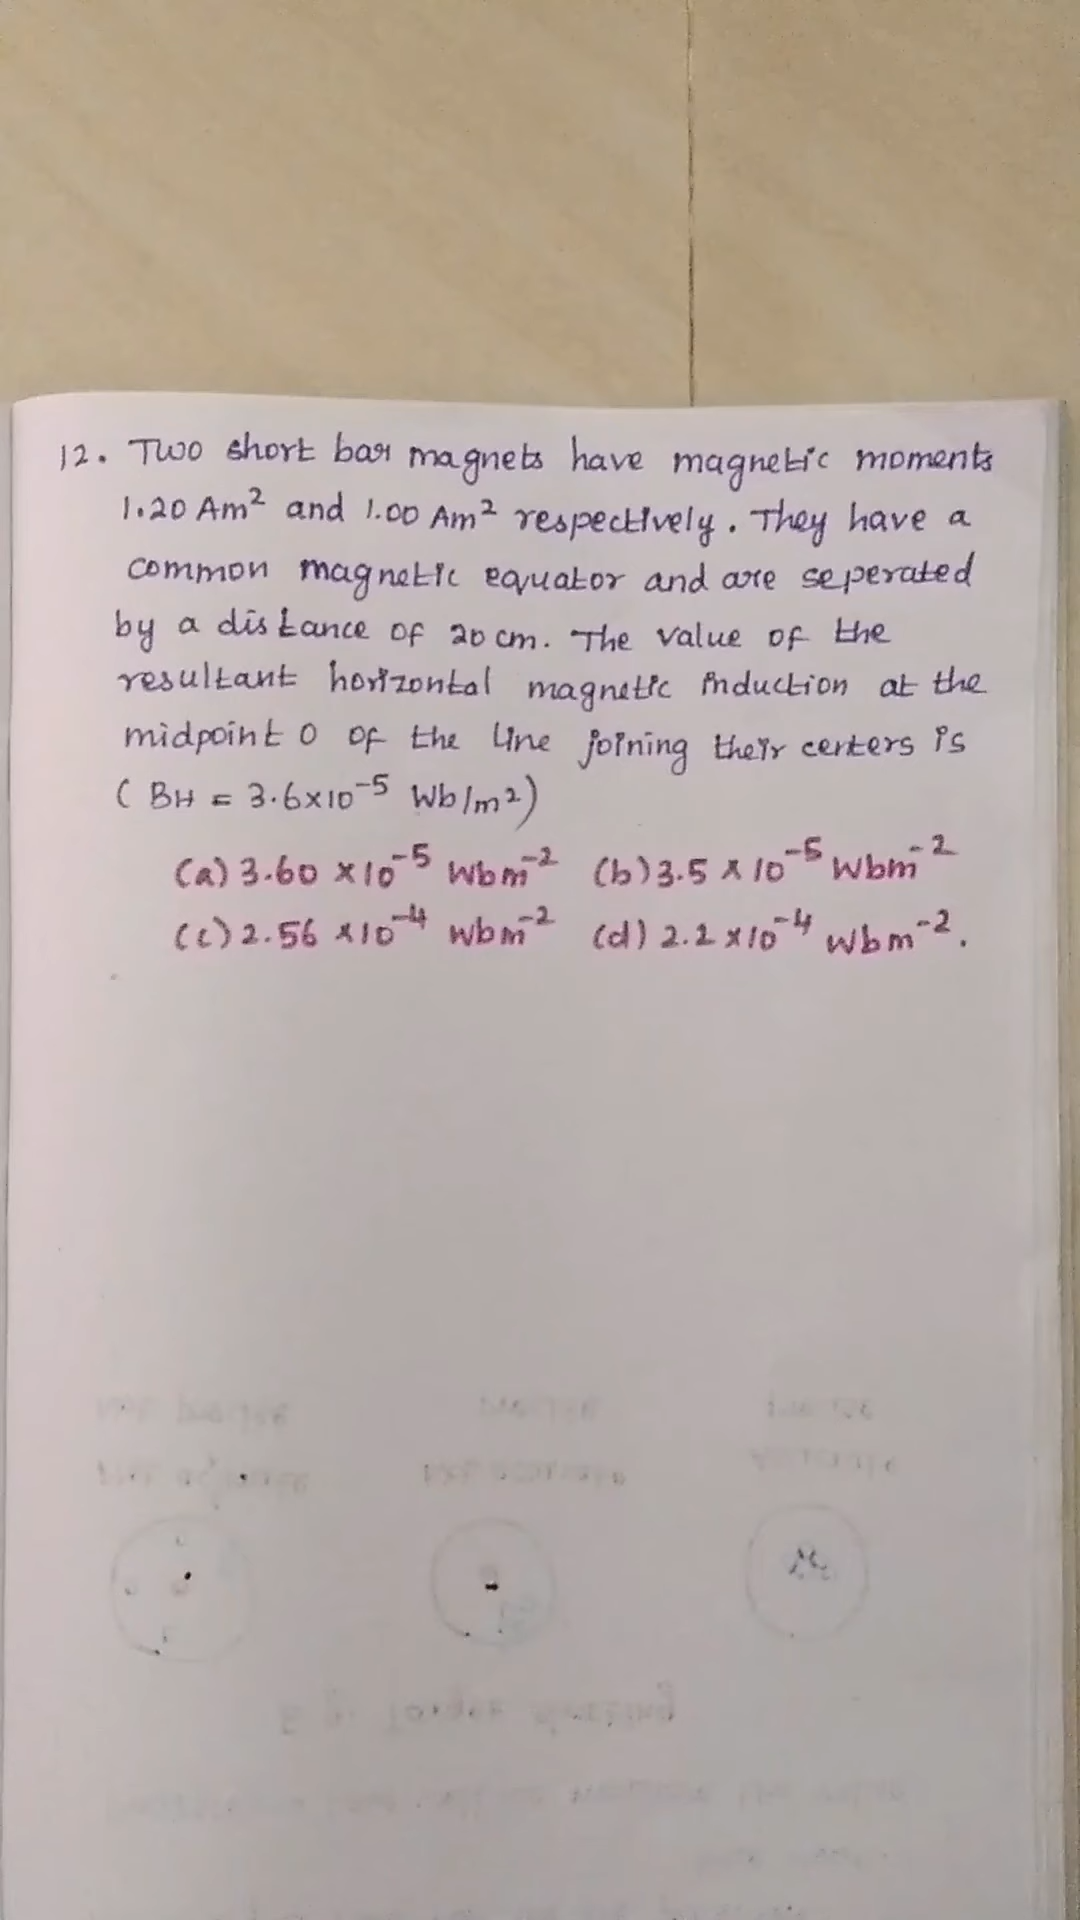 12. Two short bar magnets have magnetic moments
1.20 Am² and 1.00 Am² respectively. They have a
common magnetic equator and are seperated
by a distance of 20 cm. The value of the
resultant horizontal magnetic induction at the
midpoint O of the line joining their centers is
( BH = 3.6x10⁻⁵ Wb/m²)
(a) 3.60 x 10⁻⁵ Wbm⁻² (b) 3.5 x 10⁻⁵ Wbm⁻²
(c) 2.56 x10⁻⁴ Wbm⁻² (d) 2.2 x10⁻⁴ Wbm⁻².